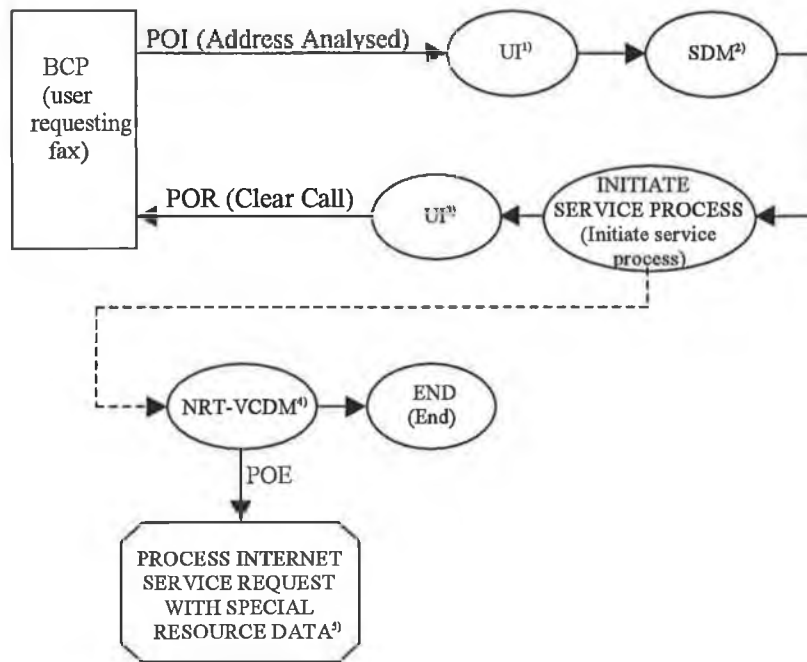 BCP
(user
requesting
fax)
POI (Address Analysed)
UI¹⁾
SDM²⁾
POR (Clear Call)
UI³⁾
INITIATE
SERVICE PROCESS
(Initiate service
process)
NRT-VCDM⁴⁾
END
(End)
POE
PROCESS INTERNET
SERVICE REQUEST
WITH SPECIAL
RESOURCE DATA⁵⁾